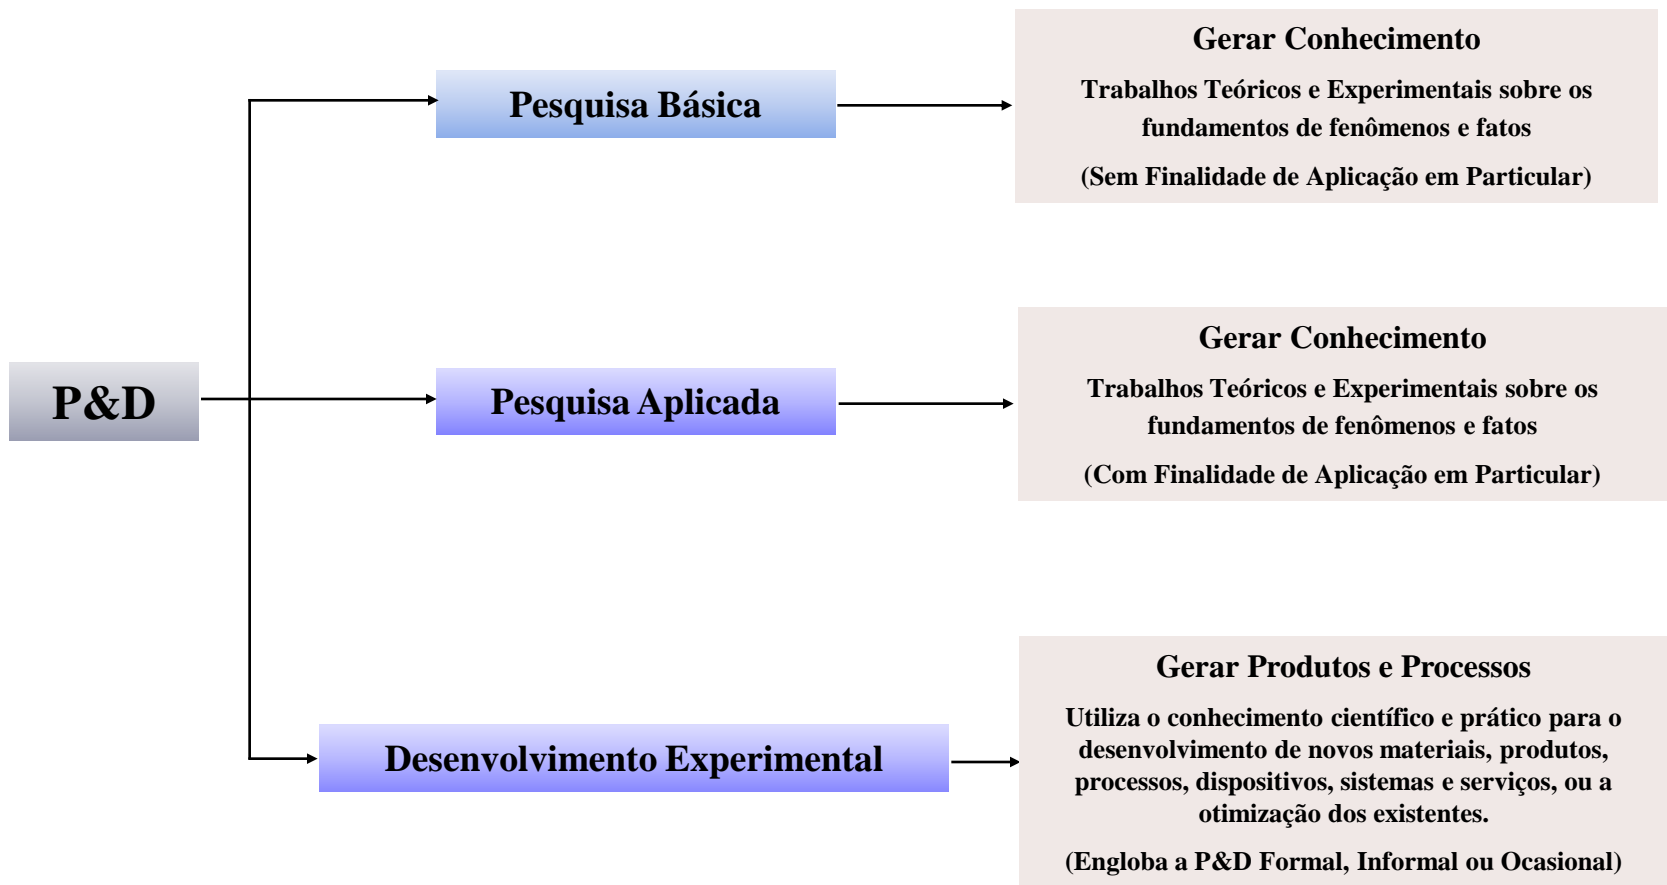 Gerar Conhecimento
Trabalhos Teóricos e Experimentais sobre os
fundamentos de fenômenos e fatos
(Sem Finalidade de Aplicação em Particular)
Pesquisa Básica
P&D
Pesquisa Aplicada
Gerar Conhecimento
Trabalhos Teóricos e Experimentais sobre os
fundamentos de fenômenos e fatos
(Com Finalidade de Aplicação em Particular)
Desenvolvimento Experimental
Gerar Produtos e Processos
Utiliza o conhecimento científico e prático para o
desenvolvimento de novos materiais, produtos,
processos, dispositivos, sistemas e serviços, ou a
otimização dos existentes.
(Engloba a P&D Formal, Informal ou Ocasional)